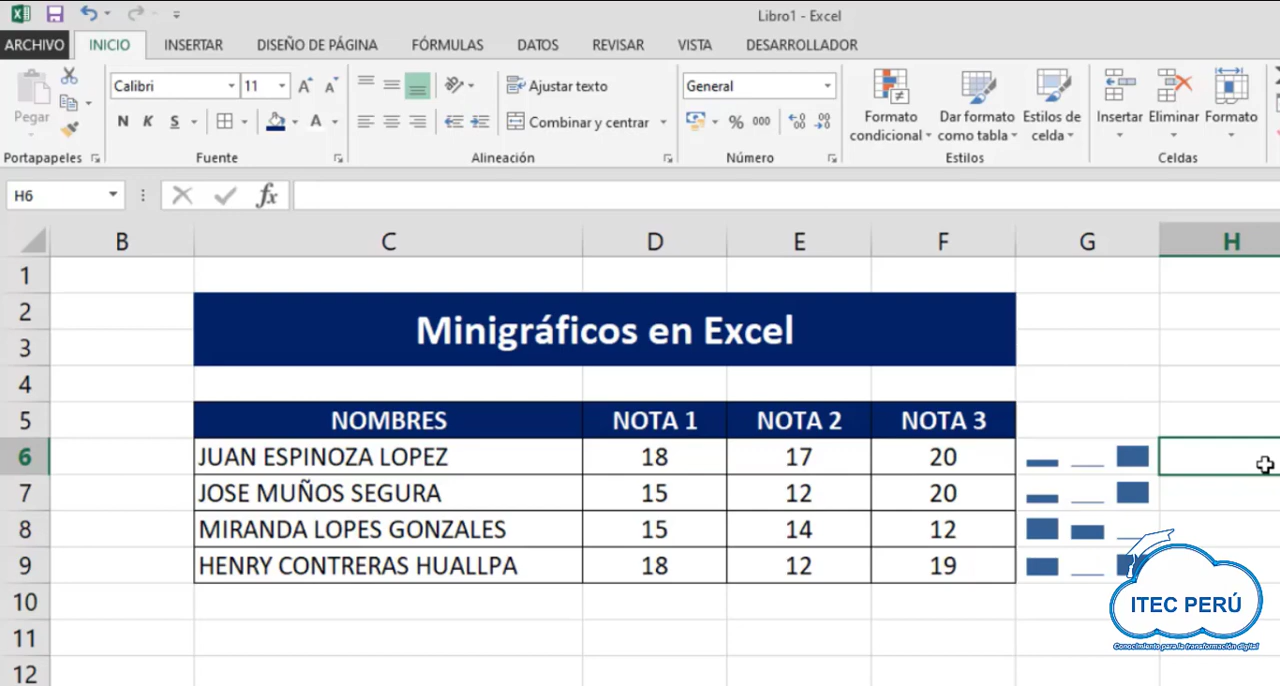 Libro1 - Excel
ARCHIVO INICIO INSERTAR DISEÑO DE PÁGINA FÓRMULAS DATOS REVISAR VISTA DESARROLLADOR
Pegar
Portapapeles
Calibri 11
N K S A
Fuente
Ajustar texto
Combinar y centrar
Alineación
General
% 000
Número
Formato condicional
Dar formato como tabla
Estilos de celda
Estilos
Insertar Eliminar Formato
Celdas
H6 fx
B C D E F G H
1
2
3
Minigráficos en Excel
4
5 NOMBRES NOTA 1 NOTA 2 NOTA 3
6 JUAN ESPINOZA LOPEZ 18 17 20
7 JOSE MUÑOS SEGURA 15 12 20
8 MIRANDA LOPES GONZALES 15 14 12
9 HENRY CONTRERAS HUALLPA 18 12 19
10
11
12
ITEC PERÚ
Conocimiento para la transformación digital